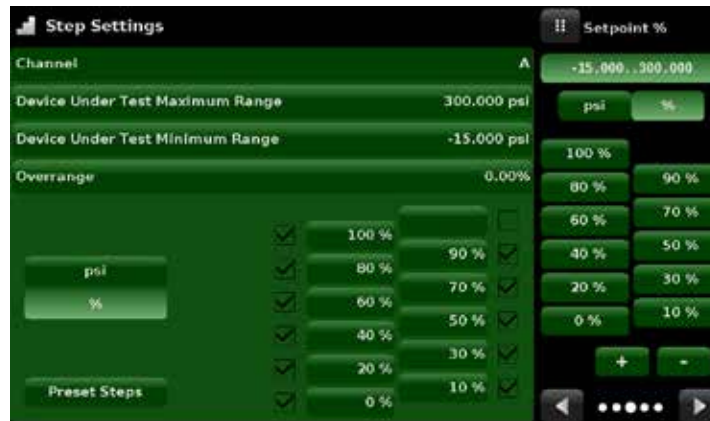 Step Settings
Channel A
Device Under Test Maximum Range 300.000 psi
Device Under Test Minimum Range -15.000 psi
Overrange 0.00%
psi
%
Preset Steps
100 %
90 %
80 %
70 %
60 %
50 %
40 %
30 %
20 %
10 %
0 %
Setpoint %
-15.000..300.000
psi %
100 %
90 %
80 %
70 %
60 %
50 %
40 %
30 %
20 %
10 %
0 %
+ -